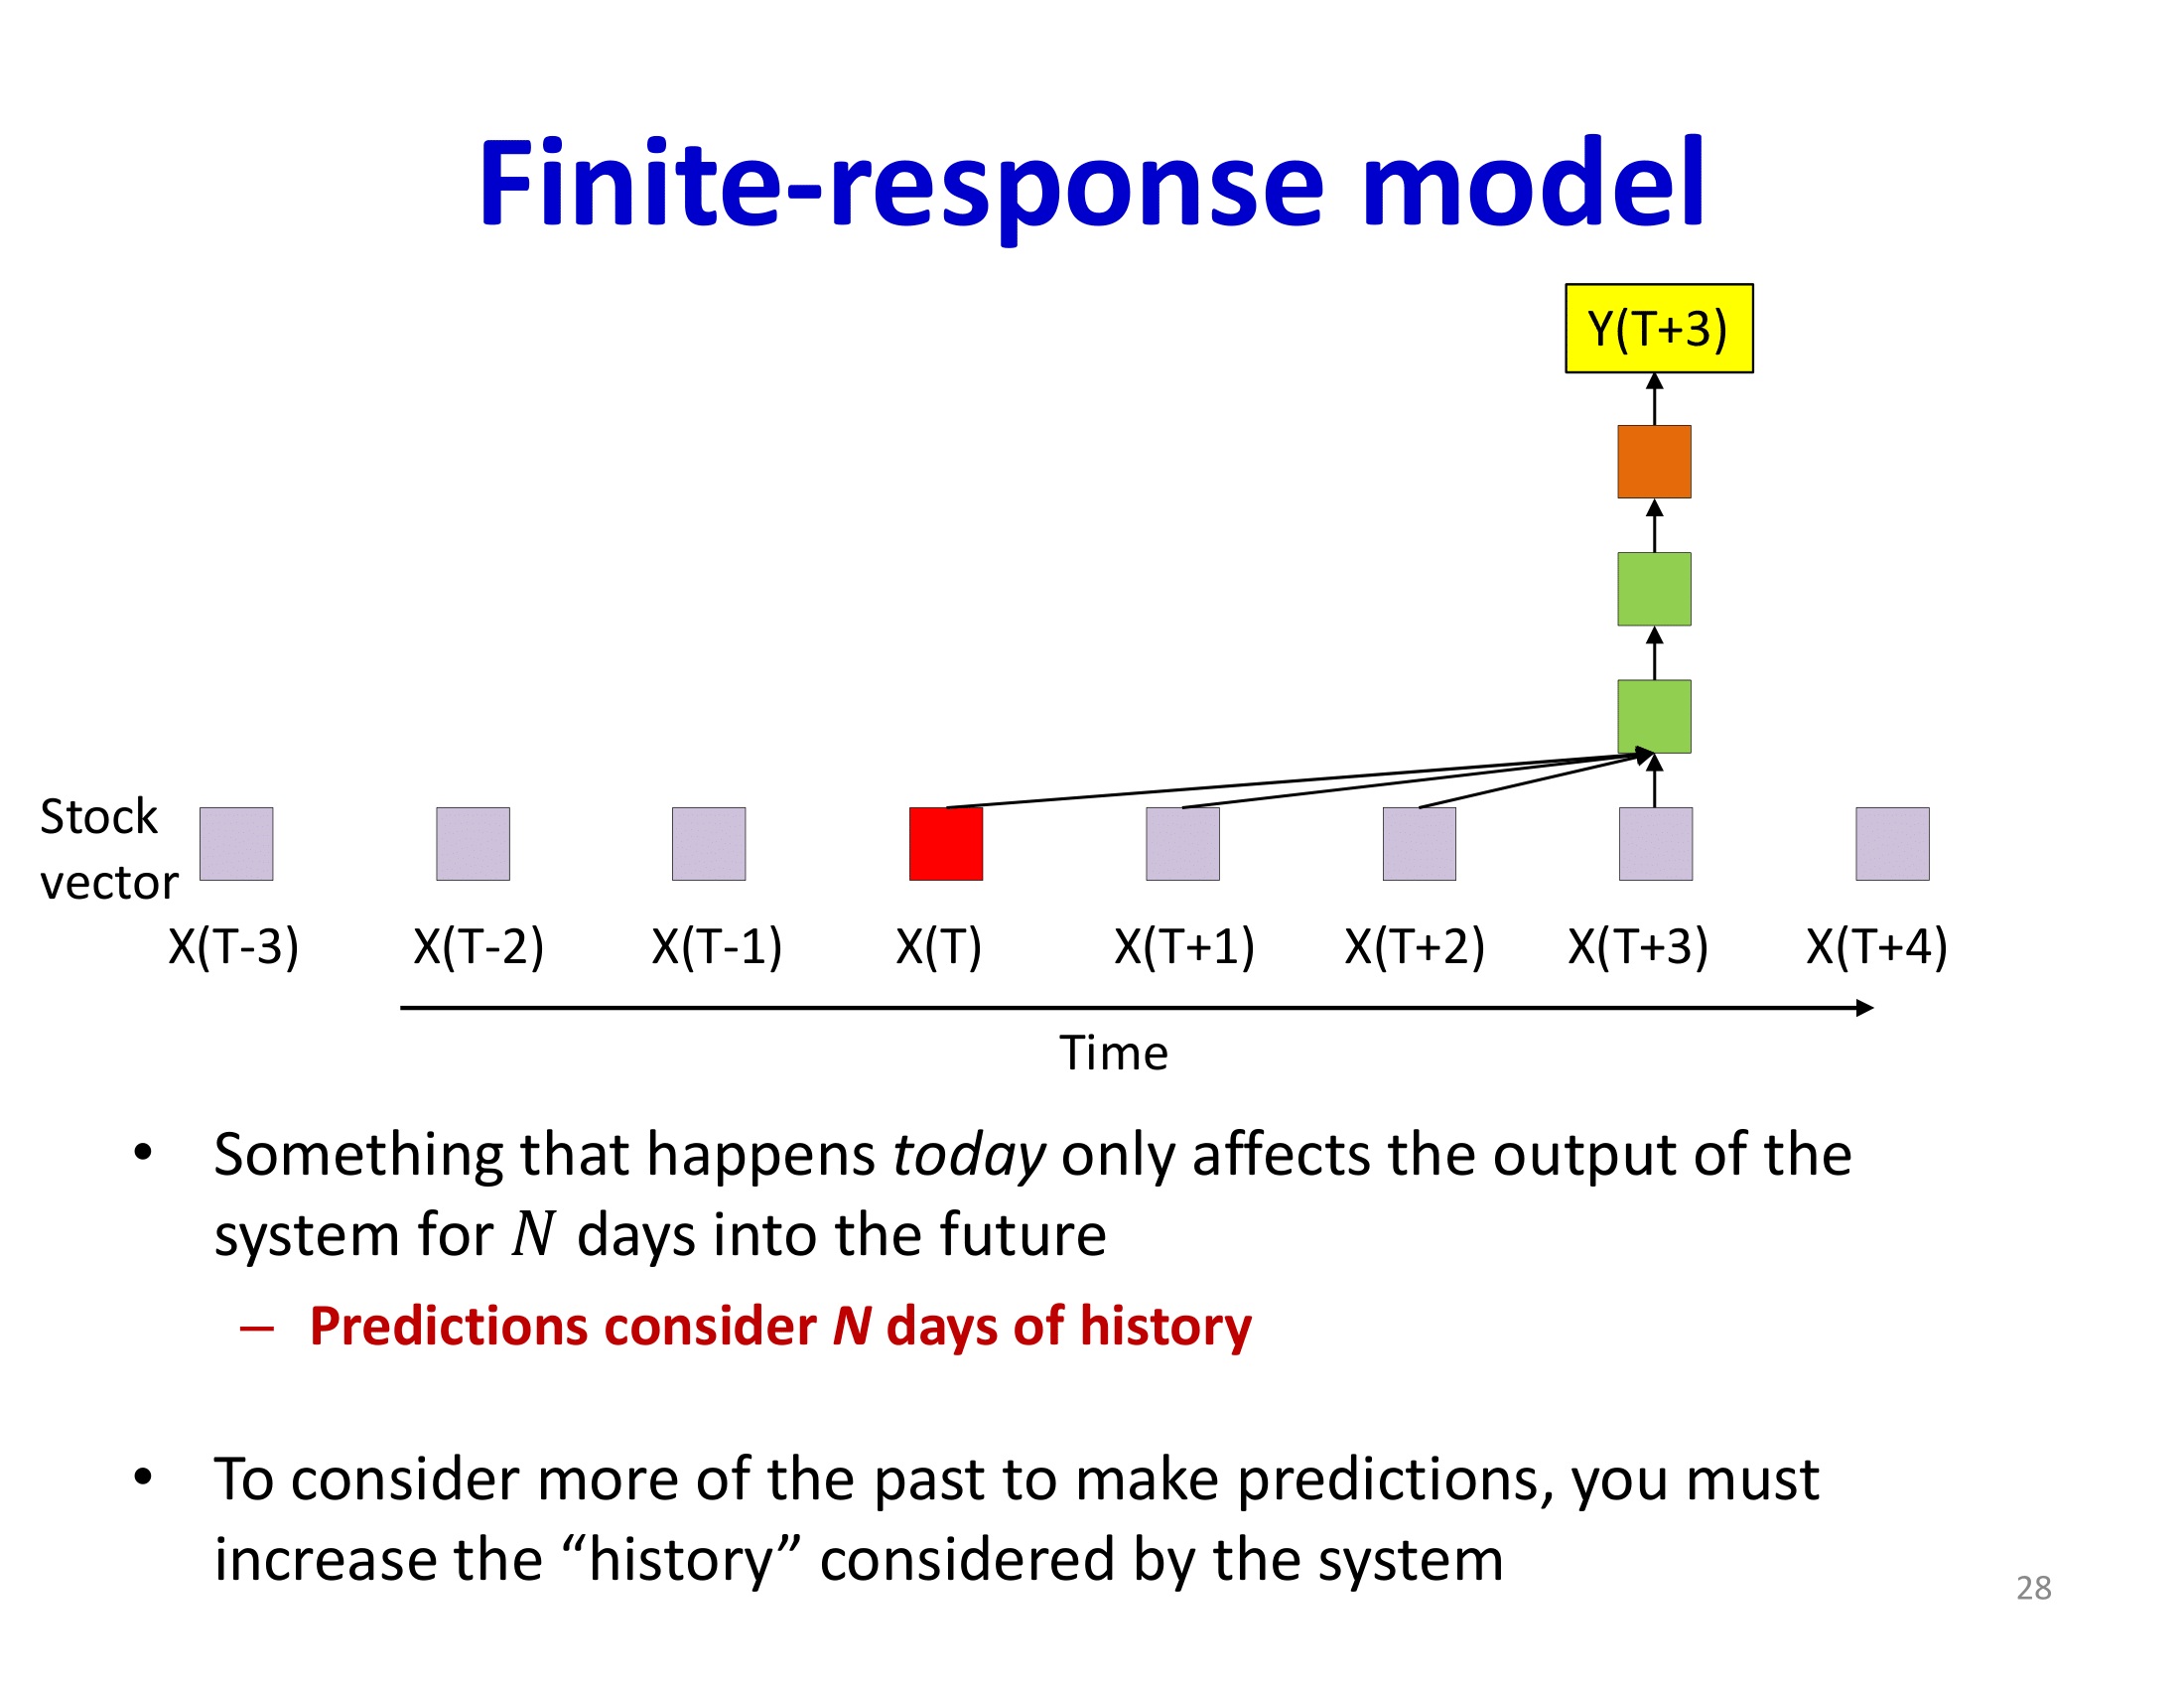 Finite-response model
Y(T+3)
Stock
vector
X(T-3) X(T-2) X(T-1) X(T) X(T+1) X(T+2) X(T+3) X(T+4)
Time
• Something that happens today only affects the output of the
system for N days into the future
– Predictions consider N days of history
• To consider more of the past to make predictions, you must
increase the “history” considered by the system
28